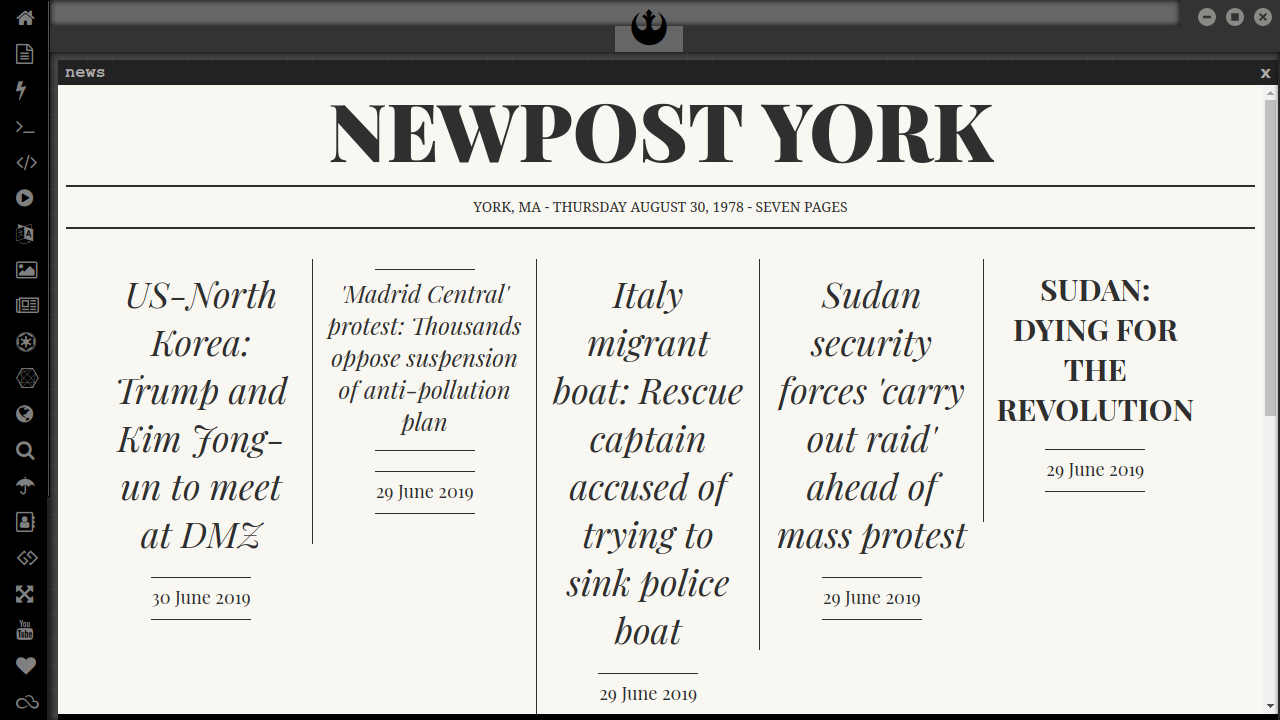 news
x
NEWPOST YORK
YORK, MA - THURSDAY AUGUST 30, 1978 - SEVEN PAGES
US-North
Korea:
Trump and
Kim Jong-
un to meet
at DMZ
30 June 2019
'Madrid Central'
protest: Thousands
oppose suspension
of anti-pollution
plan
29 June 2019
Italy
migrant
boat: Rescue
captain
accused of
trying to
sink police
boat
29 June 2019
Sudan
security
forces 'carry
out raid'
ahead of
mass protest
29 June 2019
SUDAN:
DYING FOR
THE
REVOLUTION
29 June 2019
You
Tube